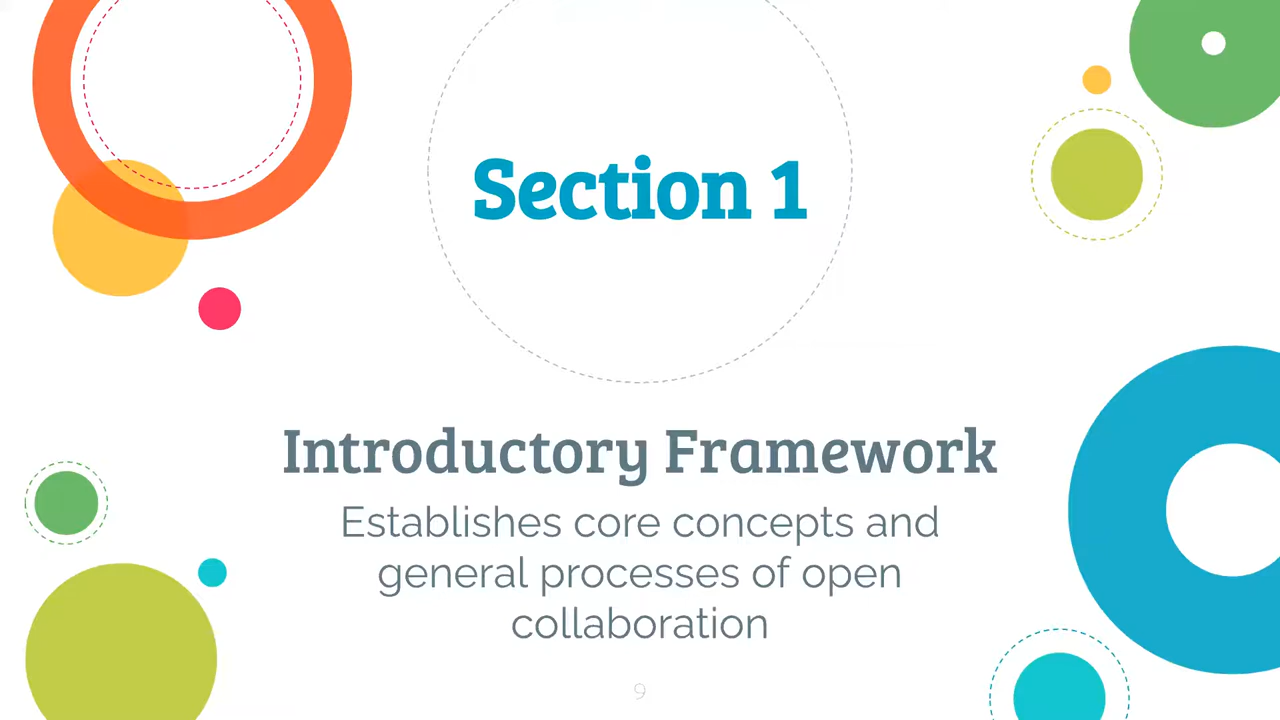 Section 1
Introductory Framework
Establishes core concepts and
general processes of open
collaboration
9